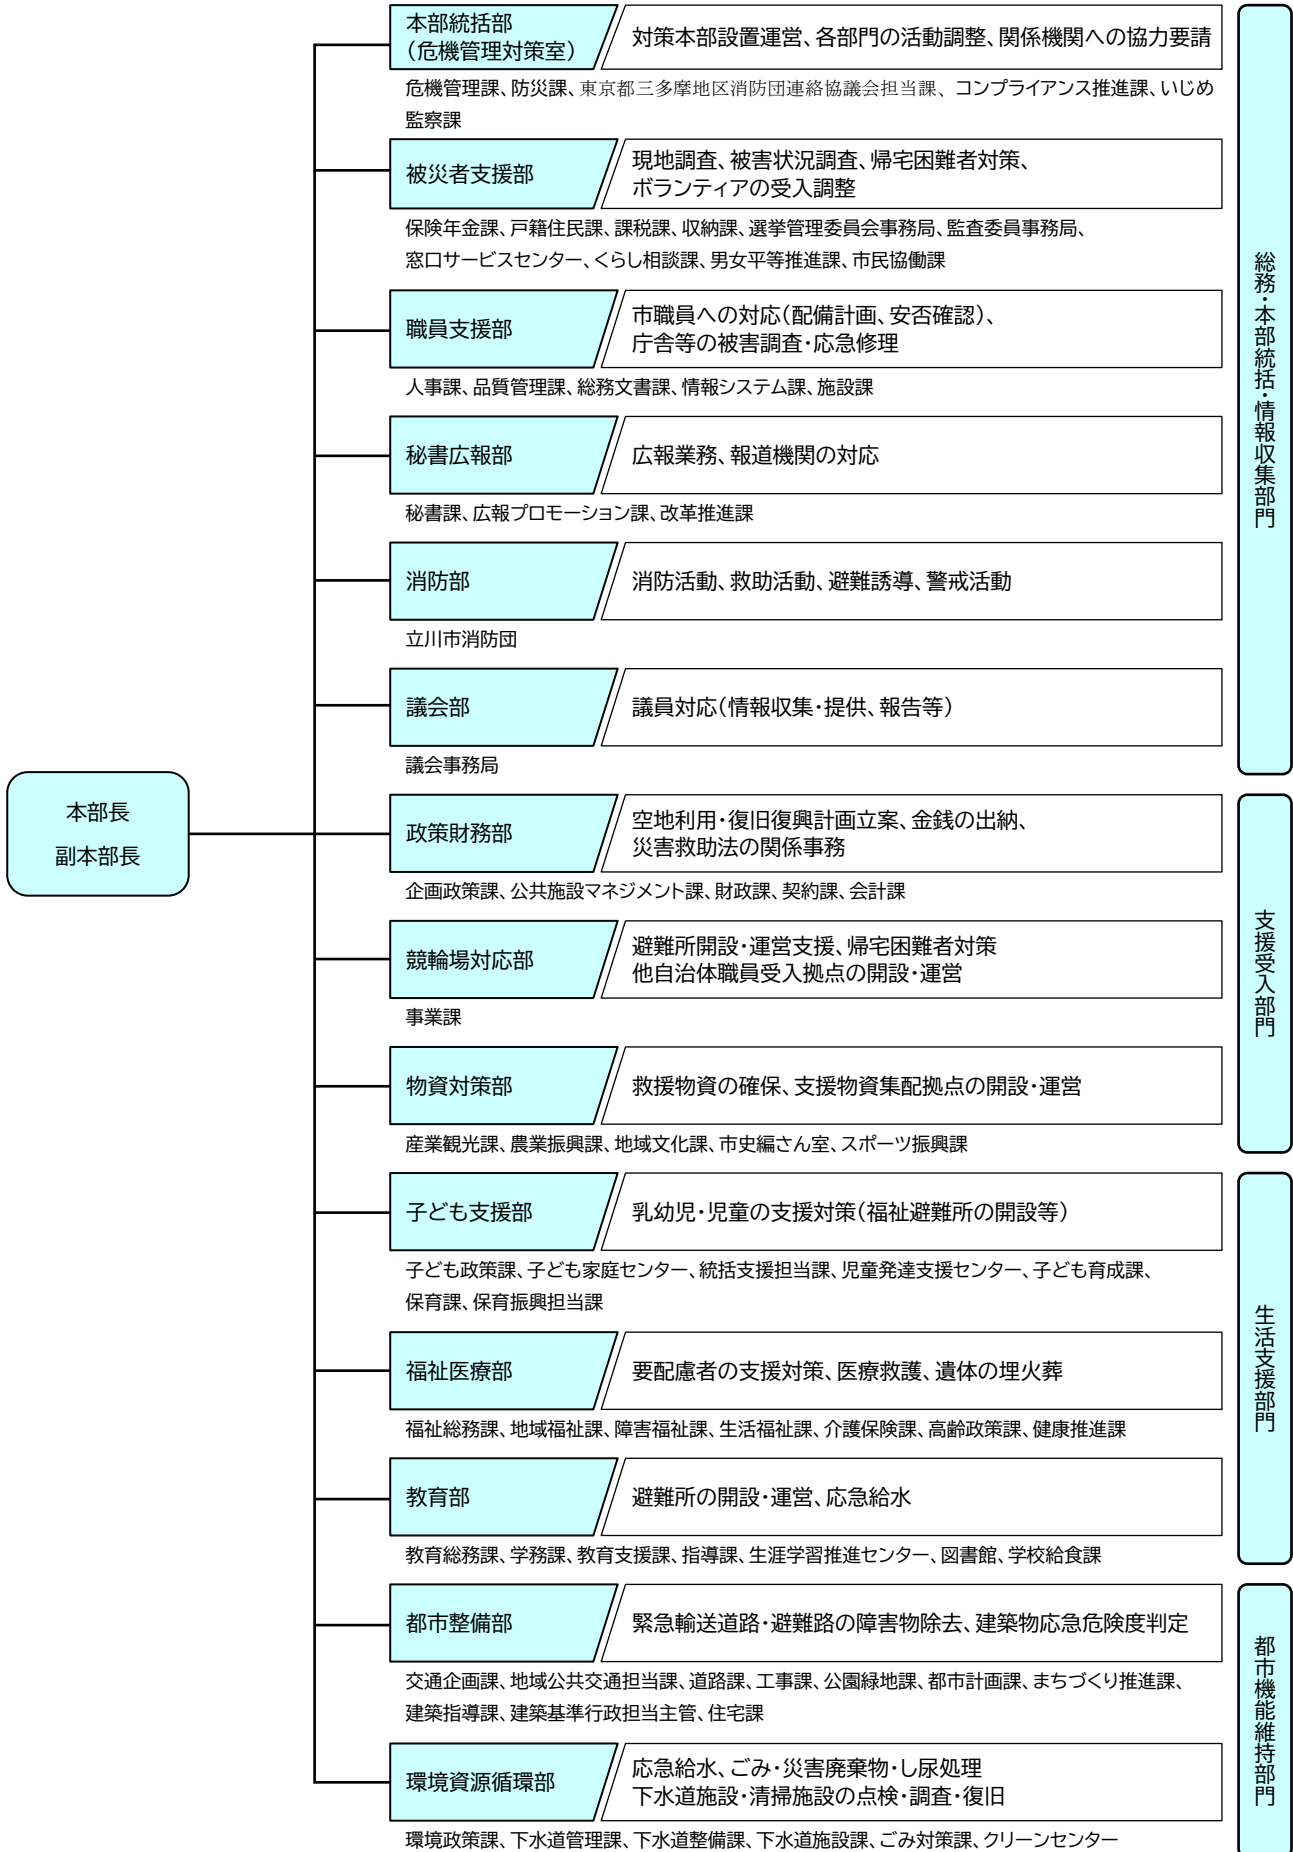 本部長
副本部長
本部統括部
（危機管理対策室）
対策本部設置運営、各部門の活動調整、関係機関への協力要請
危機管理課、防災課、東京都三多摩地区消防団連絡協議会担当課、コンプライアンス推進課、いじめ
監察課
被災者支援部
現地調査、被害状況調査、帰宅困難者対策、
ボランティアの受入調整
保険年金課、戸籍住民課、課税課、収納課、選挙管理委員会事務局、監査委員事務局、
窓口サービスセンター、くらし相談課、男女平等推進課、市民協働課
職員支援部
市職員への対応（配備計画、安否確認）、
庁舎等の被害調査・応急修理
人事課、品質管理課、総務文書課、情報システム課、施設課
秘書広報部
広報業務、報道機関の対応
秘書課、広報プロモーション課、改革推進課
消防部
消防活動、救助活動、避難誘導、警戒活動
立川市消防団
議会部
議員対応（情報収集・提供、報告等）
議会事務局
総務・本部統括・情報収集部門
政策財務部
空地利用・復旧復興計画立案、金銭の出納、
災害救助法の関係事務
企画政策課、公共施設マネジメント課、財政課、契約課、会計課
競輪場対応部
避難所開設・運営支援、帰宅困難者対策
他自治体職員受入拠点の開設・運営
事業課
物資対策部
救援物資の確保、支援物資集配拠点の開設・運営
産業観光課、農業振興課、地域文化課、市史編さん室、スポーツ振興課
支援受入部門
子ども支援部
乳幼児・児童の支援対策（福祉避難所の開設等）
子ども政策課、子ども家庭センター、統括支援担当課、児童発達支援センター、子ども育成課、
保育課、保育振興担当課
福祉医療部
要配慮者の支援対策、医療救護、遺体の埋火葬
福祉総務課、地域福祉課、障害福祉課、生活福祉課、介護保険課、高齢政策課、健康推進課
教育部
避難所の開設・運営、応急給水
教育総務課、学務課、教育支援課、指導課、生涯学習推進センター、図書館、学校給食課
生活支援部門
都市整備部
緊急輸送道路・避難路の障害物除去、建築物応急危険度判定
交通企画課、地域公共交通担当課、道路課、工事課、公園緑地課、都市計画課、まちづくり推進課、
建築指導課、建築基準行政担当主管、住宅課
環境資源循環部
応急給水、ごみ・災害廃棄物・し尿処理
下水道施設・清掃施設の点検・調査・復旧
環境政策課、下水道管理課、下水道整備課、下水道施設課、ごみ対策課、クリーンセンター
都市機能維持部門